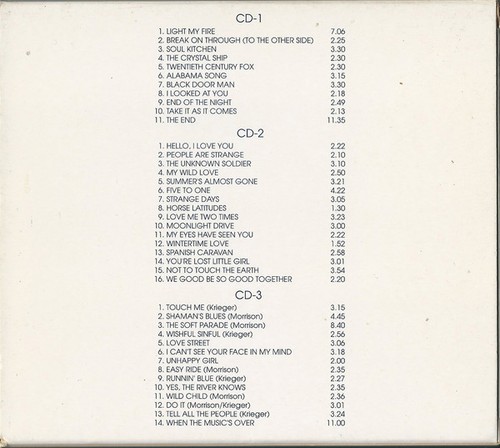 CD-1
1. LIGHT MY FIRE 7.06
2. BREAK ON THROUGH (TO THE OTHER SIDE) 2.25
3. SOUL KITCHEN 3.30
4. THE CRYSTAL SHIP 2.30
5. TWENTIETH CENTURY FOX 2.30
6. ALABAMA SONG 3.15
7. BLACK DOOR MAN 3.30
8. I LOOKED AT YOU 2.18
9. END OF THE NIGHT 2.49
10. TAKE IT AS IT COMES 2.13
11. THE END 11.35
CD-2
1. HELLO, I LOVE YOU 2.22
2. PEOPLE ARE STRANGE 2.10
3. THE UNKNOWN SOLDIER 3.10
4. MY WILD LOVE 2.50
5. SUMMER'S ALMOST GONE 3.21
6. FIVE TO ONE 4.22
7. STRANGE DAYS 3.05
8. HORSE LATITUDES 1.30
9. LOVE ME TWO TIMES 3.23
10. MOONLIGHT DRIVE 3.00
11. MY EYES HAVE SEEN YOU 2.22
12. WINTERTIME LOVE 1.52
13. SPANISH CARAVAN 2.58
14. YOU'RE LOST LITTLE GIRL 3.01
15. NOT TO TOUCH THE EARTH 3.54
16. WE GOOD BE SO GOOD TOGETHER 2.20
CD-3
1. TOUCH ME (Krieger) 3.15
2. SHAMAN'S BLUES (Morrison) 4.45
3. THE SOFT PARADE (Morrison) 8.40
4. WISHFUL SINFUL (Krieger) 2.56
5. LOVE STREET 3.06
6. I CAN'T SEE YOUR FACE IN MY MIND 3.18
7. UNHAPPY GIRL 2.00
8. EASY RIDE (Morrison) 2.35
9. RUNNIN' BLUE (Krieger) 2.27
10. YES, THE RIVER KNOWS 2.35
11. WILD CHILD (Morrison) 2.36
12. DO IT (Morrison/Krieger) 3.01
13. TELL ALL THE PEOPLE (Krieger) 3.24
14. WHEN THE MUSIC'S OVER 11.00